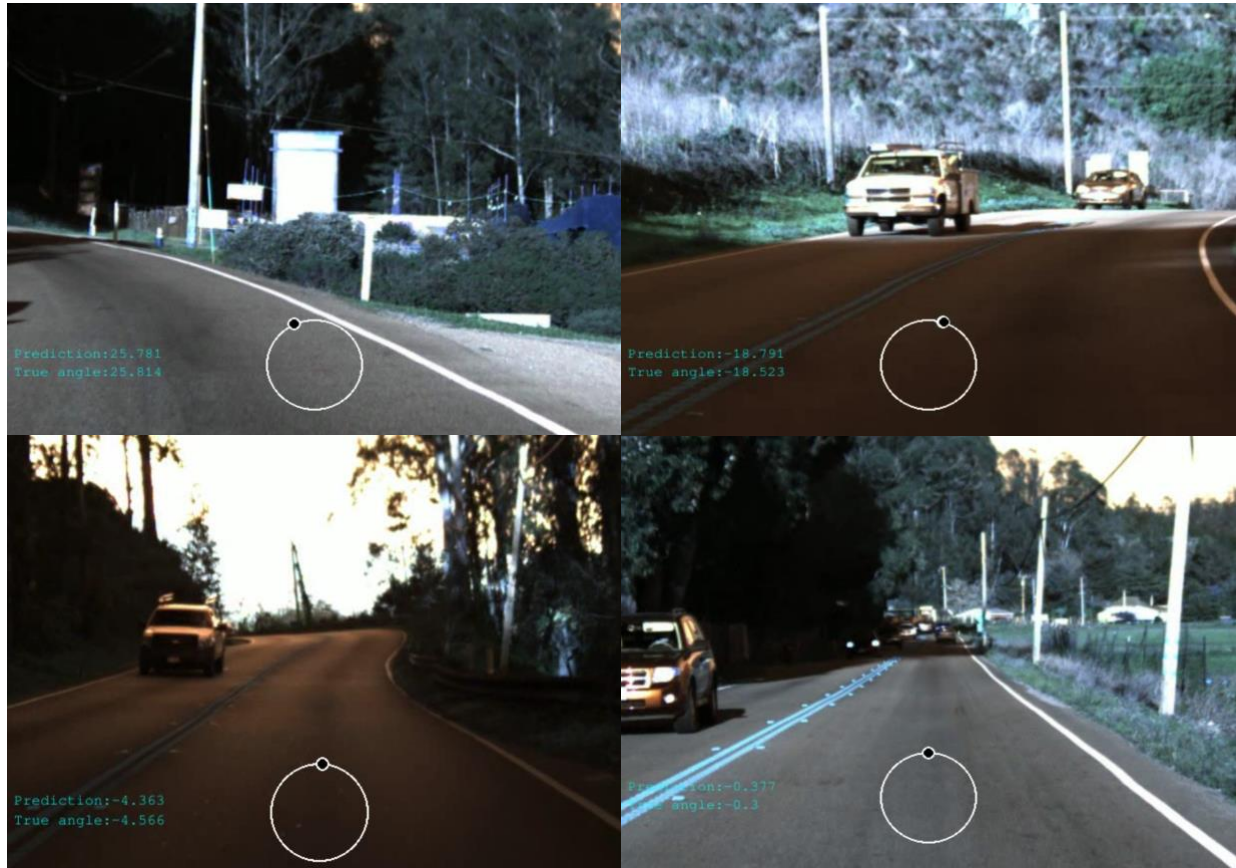 Prediction:25.781
True angle:25.814
Prediction:-18.791
True angle:-18.523
Prediction:-4.363
True angle:-4.566
Prediction:-0.377
angle:-0.3